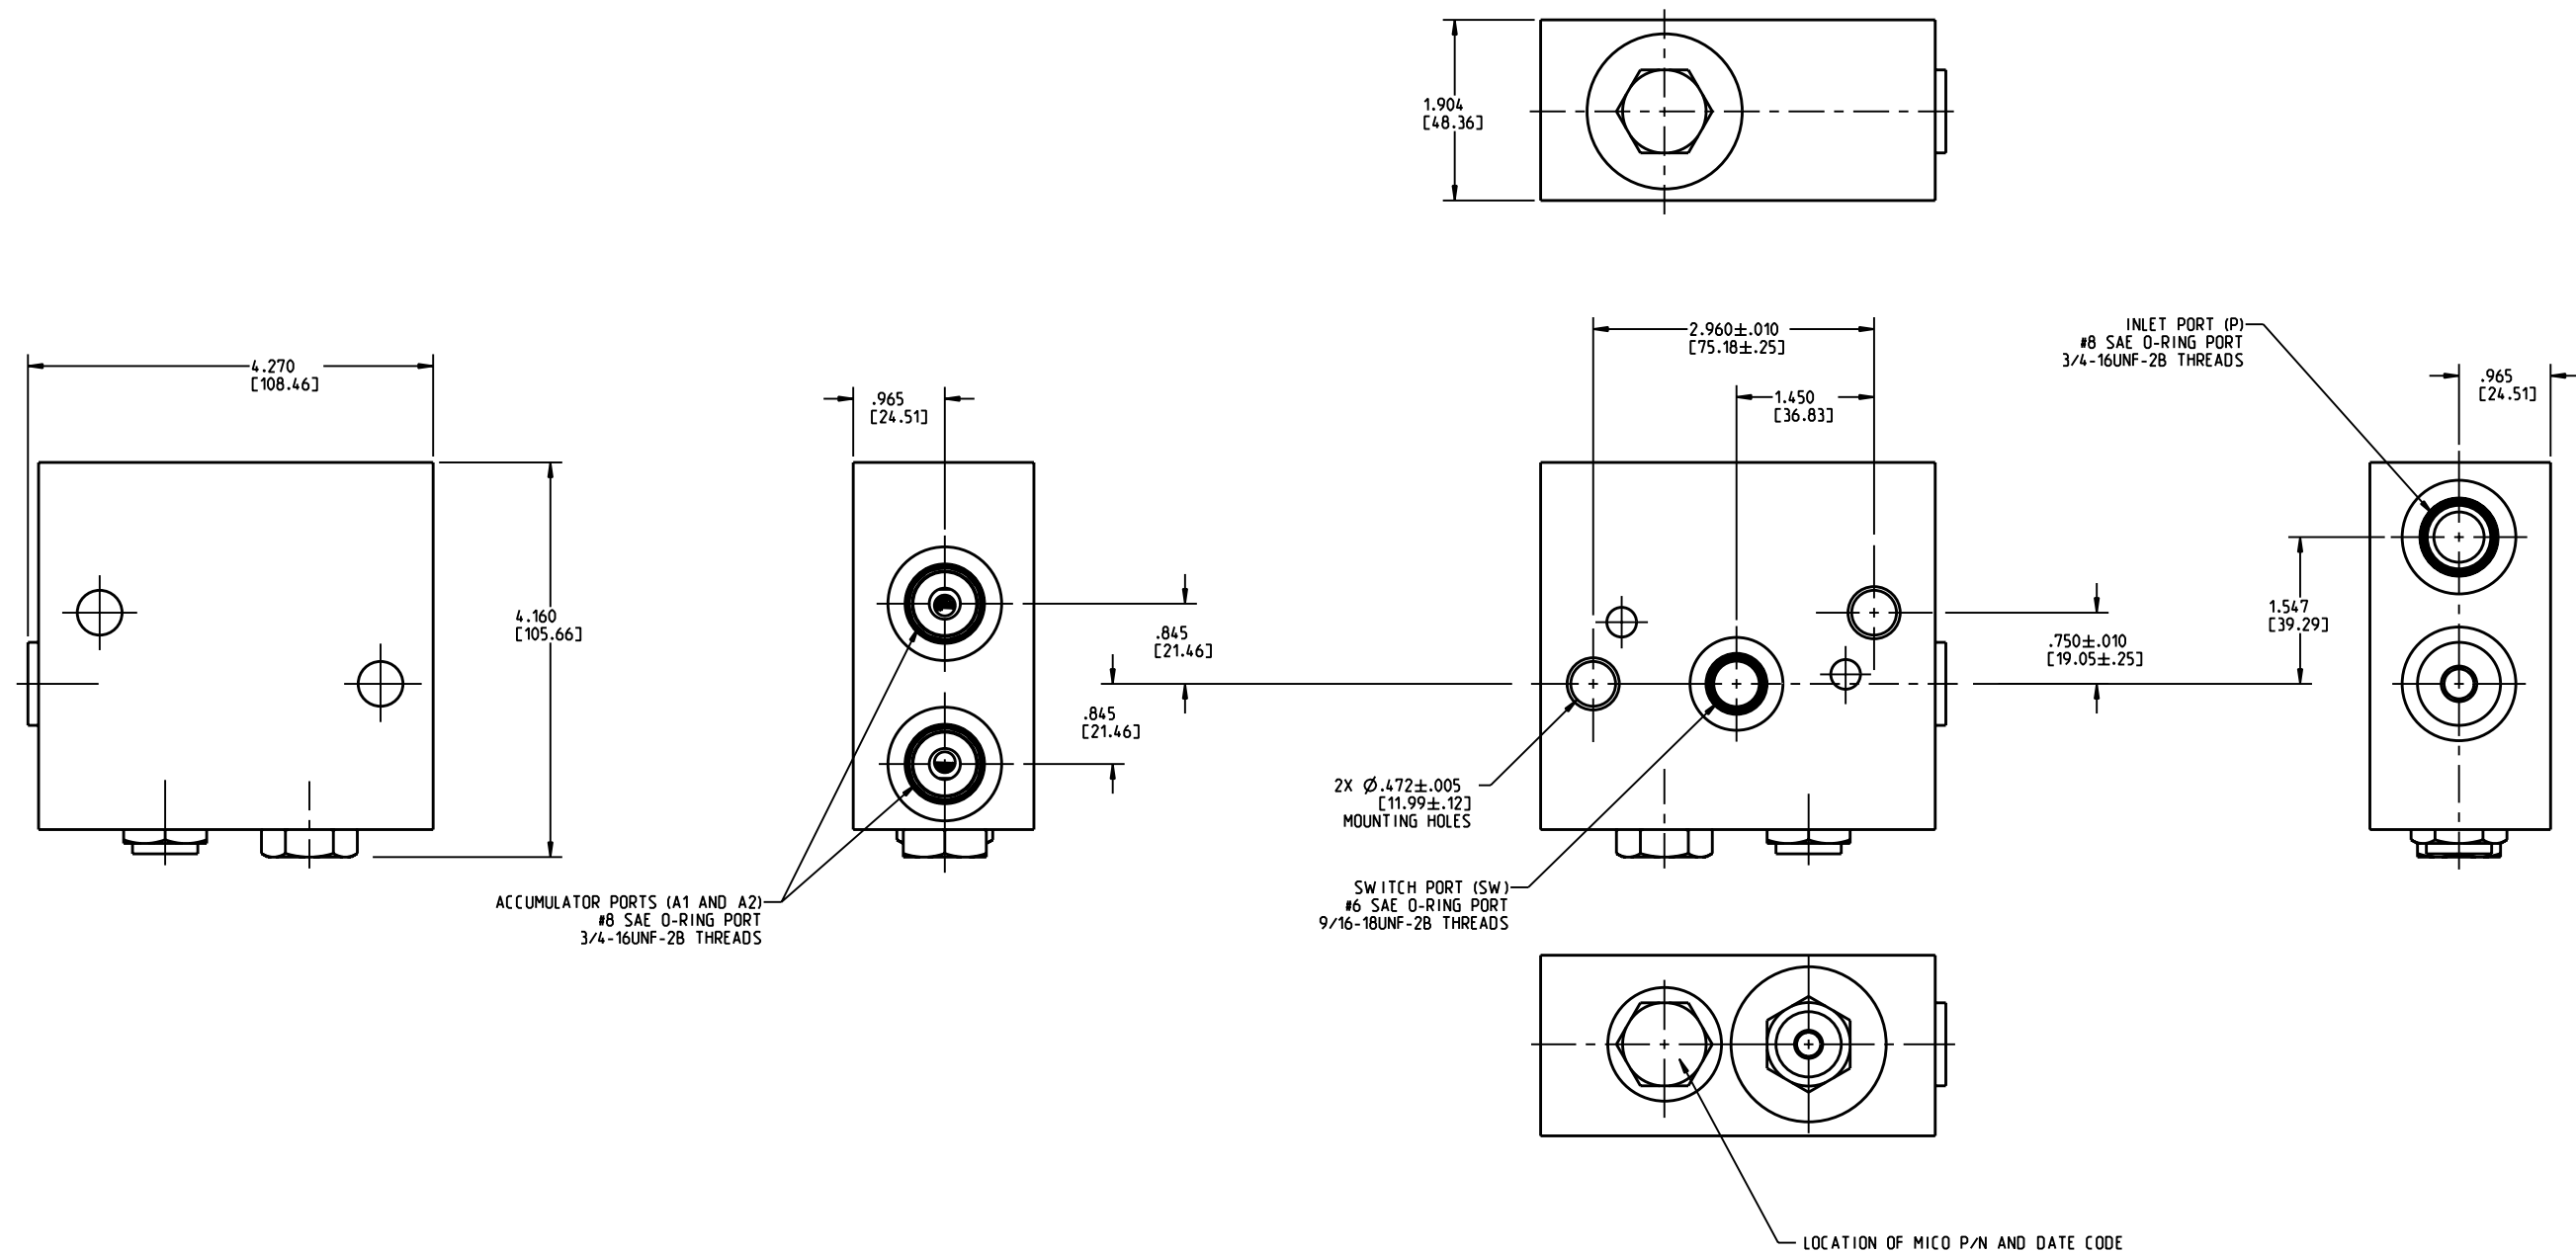 1.904
[48.36]
2.960±.010
[75.18±.25]
INLET PORT (P)
#8 SAE O-RING PORT
3/4-16UNF-2B THREADS
4.270
[108.46]
.965
[24.51]
1.450
[36.83]
.965
[24.51]
4.160
[105.66]
.845
[21.46]
.845
[21.46]
.750±.010
[19.05±.25]
1.547
[39.29]
2X Ø.472±.005
[11.99±.12]
MOUNTING HOLES
ACCUMULATOR PORTS (A1 AND A2)
#8 SAE O-RING PORT
3/4-16UNF-2B THREADS
SWITCH PORT (SW)
#6 SAE O-RING PORT
9/16-18UNF-2B THREADS
LOCATION OF MICO P/N AND DATE CODE